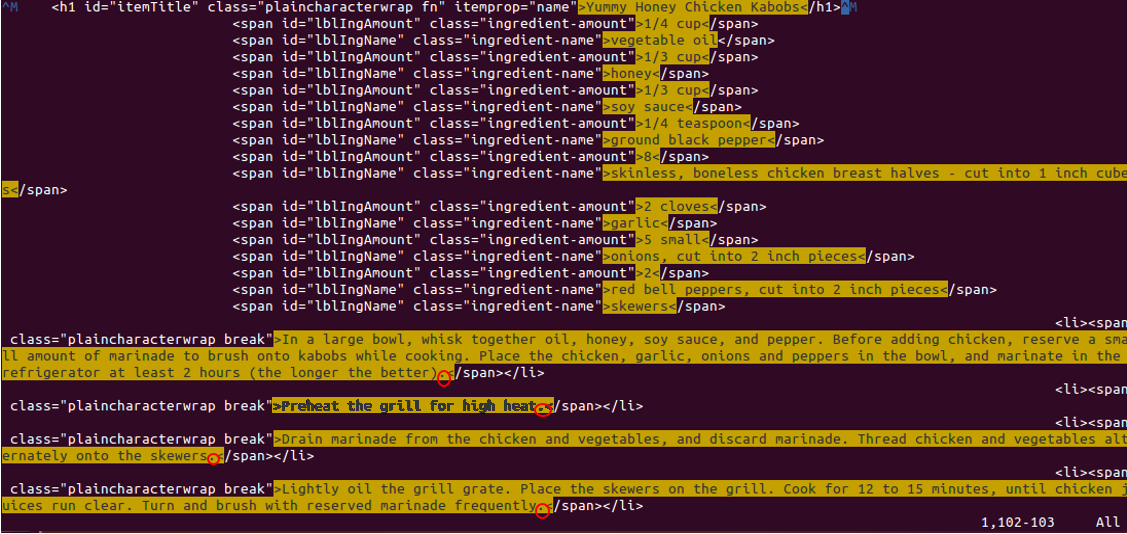 ^M    <h1 id="itemTitle" class="plaincharacterwrap fn" itemprop="name">Yummy Honey Chicken Kabobs</h1>^M
<span id="lblIngAmount" class="ingredient-amount">1/4 cup</span>
<span id="lblIngName" class="ingredient-name">vegetable oil</span>
<span id="lblIngAmount" class="ingredient-amount">1/3 cup</span>
<span id="lblIngName" class="ingredient-name">honey</span>
<span id="lblIngAmount" class="ingredient-amount">1/3 cup</span>
<span id="lblIngName" class="ingredient-name">soy sauce</span>
<span id="lblIngAmount" class="ingredient-amount">1/4 teaspoon</span>
<span id="lblIngName" class="ingredient-name">ground black pepper</span>
<span id="lblIngAmount" class="ingredient-amount">8</span>
<span id="lblIngName" class="ingredient-name">skinless, boneless chicken breast halves - cut into 1 inch cube
s</span>
<span id="lblIngAmount" class="ingredient-amount">2 cloves</span>
<span id="lblIngName" class="ingredient-name">garlic</span>
<span id="lblIngAmount" class="ingredient-amount">5 small</span>
<span id="lblIngName" class="ingredient-name">onions, cut into 2 inch pieces</span>
<span id="lblIngAmount" class="ingredient-amount">2</span>
<span id="lblIngName" class="ingredient-name">red bell peppers, cut into 2 inch pieces</span>
<span id="lblIngName" class="ingredient-name">skewers</span>
<li><span
class="plaincharacterwrap break">In a large bowl, whisk together oil, honey, soy sauce, and pepper. Before adding chicken, reserve a sma
ll amount of marinade to brush onto kabobs while cooking. Place the chicken, garlic, onions and peppers in the bowl, and marinate in the
refrigerator at least 2 hours (the longer the better).</span></li>
<li><span
class="plaincharacterwrap break">Preheat the grill for high heat.</span></li>
<li><span
class="plaincharacterwrap break">Drain marinade from the chicken and vegetables, and discard marinade. Thread chicken and vegetables alt
ernately onto the skewers.</span></li>
<li><span
class="plaincharacterwrap break">Lightly oil the grill grate. Place the skewers on the grill. Cook for 12 to 15 minutes, until chicken j
uices run clear. Turn and brush with reserved marinade frequently.</span></li>
1,102-103     All